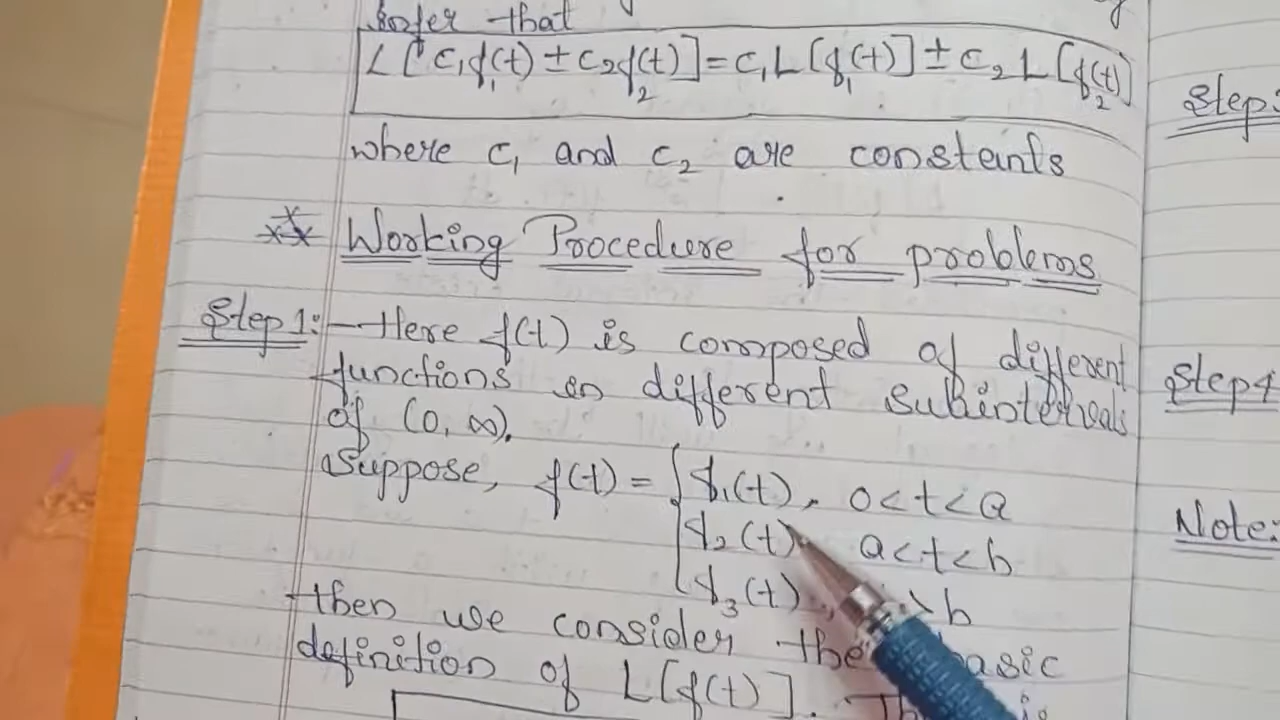 Infer that
L[c₁f₁(t) ± c₂f₂(t)] = c₁L[f₁(t)] ± c₂ L[f₂(t)]
where c₁ and c₂ are constants
Working Procedure for problems
Step 1:- Here f(t) is composed of different
functions in different subintervals
of (0, ∞).
Suppose, f(t) = { f₁(t), 0<t<a
f₂(t) a<t<b
f₃(t), >b
then we consider the basic
definition of L[f(t)].
Step
Step 4
Note: